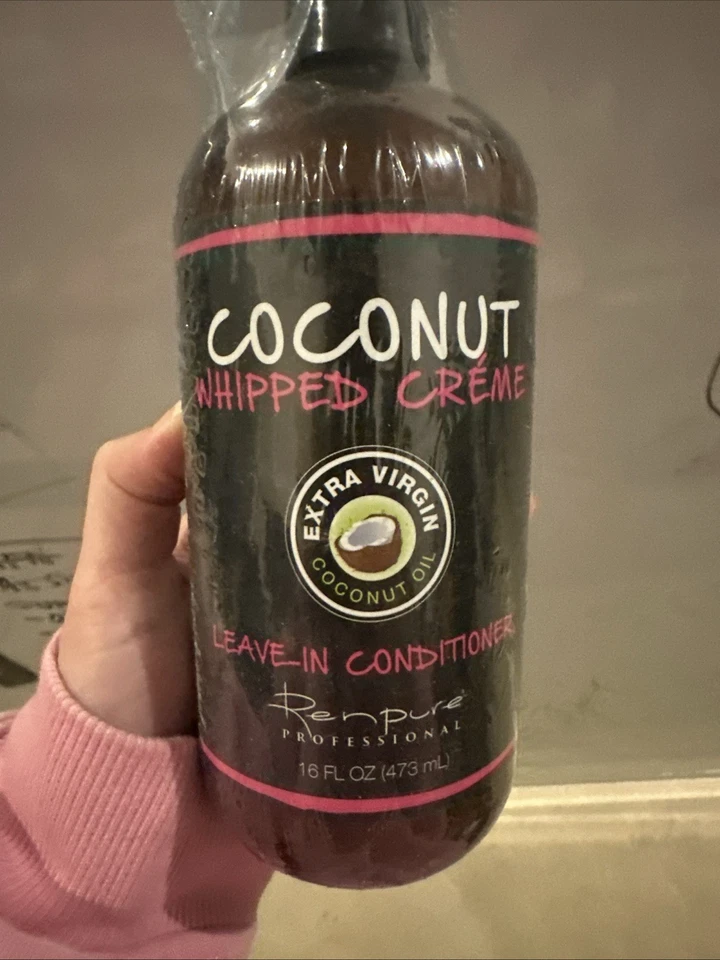 COCONUT
WHIPPED CRÉME
EXTRA VIRGIN
COCONUT OIL
LEAVE-IN CONDITIONER
Renpure
PROFESSIONAL
16 FL OZ (473 mL)